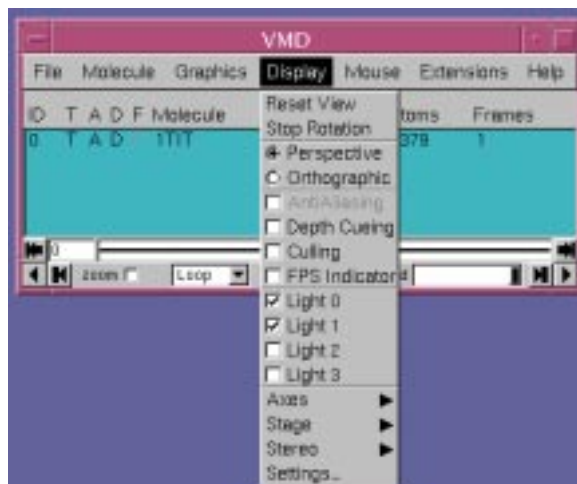 VMD
File Molecule Graphics Display Mouse Extensions Help
ID T A D F Molecule toms Frames
0 T A D 1TIT 379 1
Reset View
Stop Rotation
Perspective
Orthographic
AntiAliasing
Depth Cueing
Culling
FPS Indicator
Light 0
Light 1
Light 2
Light 3
Axes
Stage
Stereo
Settings...
0
zoom Loop d